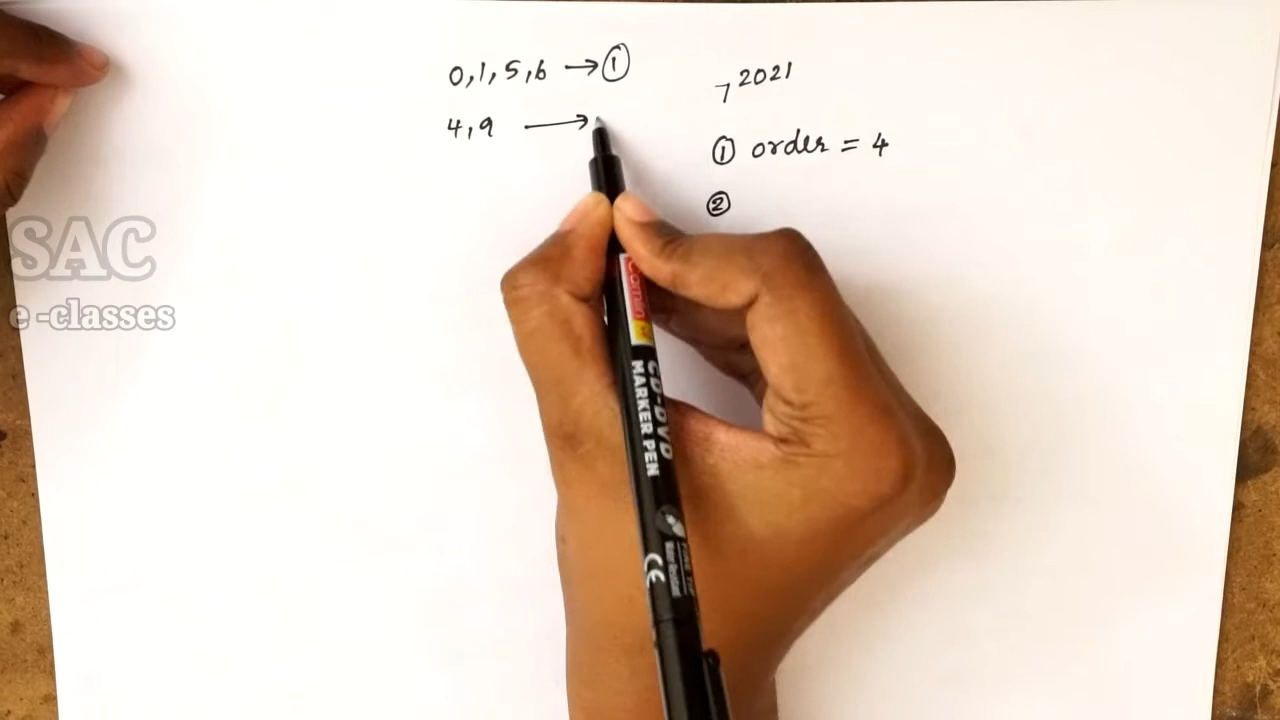 0,1,5,6 → ①
4,9 →
7^2021
① order = 4
②
SAC
e-classes
Camlin
CD-DVD
MARKER PEN
CE